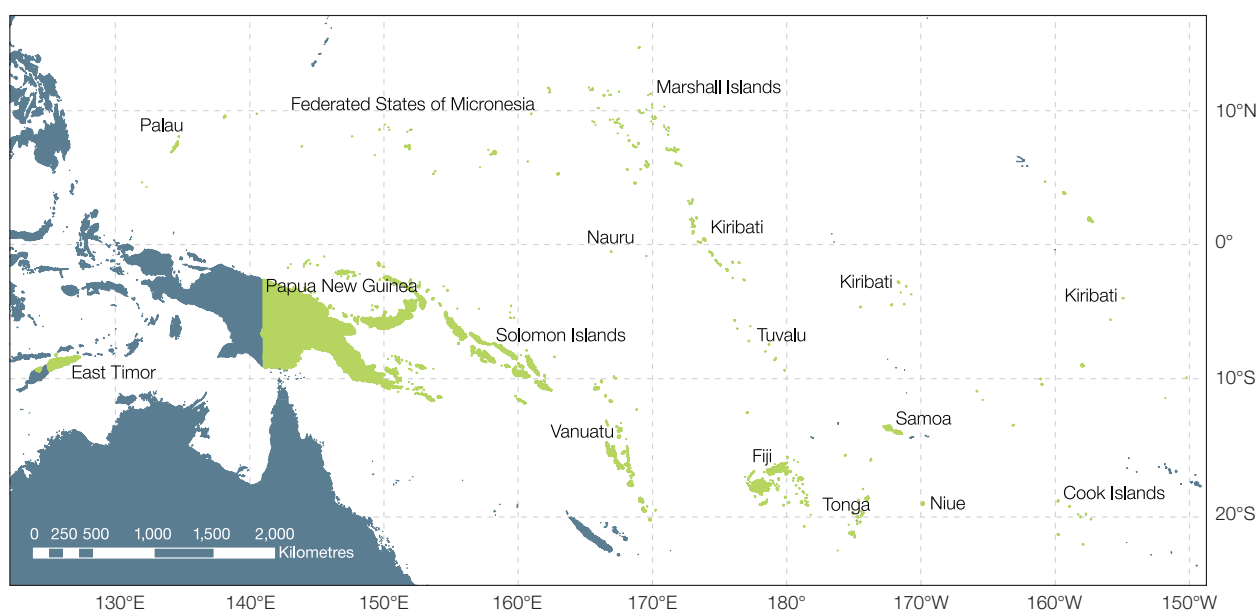 Marshall Islands
Federated States of Micronesia
10°N
Palau
Kiribati
Nauru
0°
Kiribati
Papua New Guinea
Kiribati
Solomon Islands
Tuvalu
East Timor
10°S
Samoa
Vanuatu
Fiji
Cook Islands
Tonga
Niue
20°S
0 250 500 1,000 1,500 2,000
Kilometres
130°E 140°E 150°E 160°E 170°E 180° 170°W 160°W 150°W